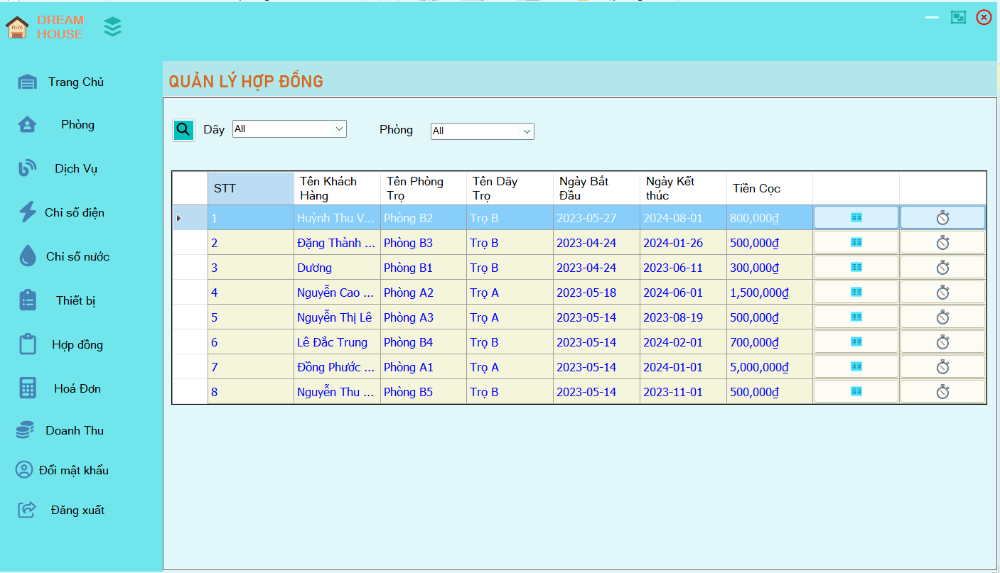 DREAM
HOUSE
Trang Chủ
Phòng
Dịch Vụ
Chỉ số điện
Chỉ số nước
Thiết bị
Hợp đồng
Hoá Đơn
Doanh Thu
Đổi mật khẩu
Đăng xuất
QUẢN LÝ HỢP ĐỒNG
Dãy All Phòng All
STT Tên Khách Hàng Tên Phòng Trọ Tên Dãy Trọ Ngày Bắt Đầu Ngày Kết thúc Tiền Cọc
1 Huỳnh Thu V... Phòng B2 Trọ B 2023-05-27 2024-08-01 800,000₫
2 Đặng Thành ... Phòng B3 Trọ B 2023-04-24 2024-01-26 500,000₫
3 Dương Phòng B1 Trọ B 2023-04-24 2023-06-11 300,000₫
4 Nguyễn Cao ... Phòng A2 Trọ A 2023-05-18 2024-06-01 1,500,000₫
5 Nguyễn Thị Lê Phòng A3 Trọ A 2023-05-14 2023-08-19 500,000₫
6 Lê Đắc Trung Phòng B4 Trọ B 2023-05-14 2024-02-01 700,000₫
7 Đồng Phước ... Phòng A1 Trọ A 2023-05-14 2024-01-01 5,000,000₫
8 Nguyễn Thu ... Phòng B5 Trọ B 2023-05-14 2023-11-01 500,000₫